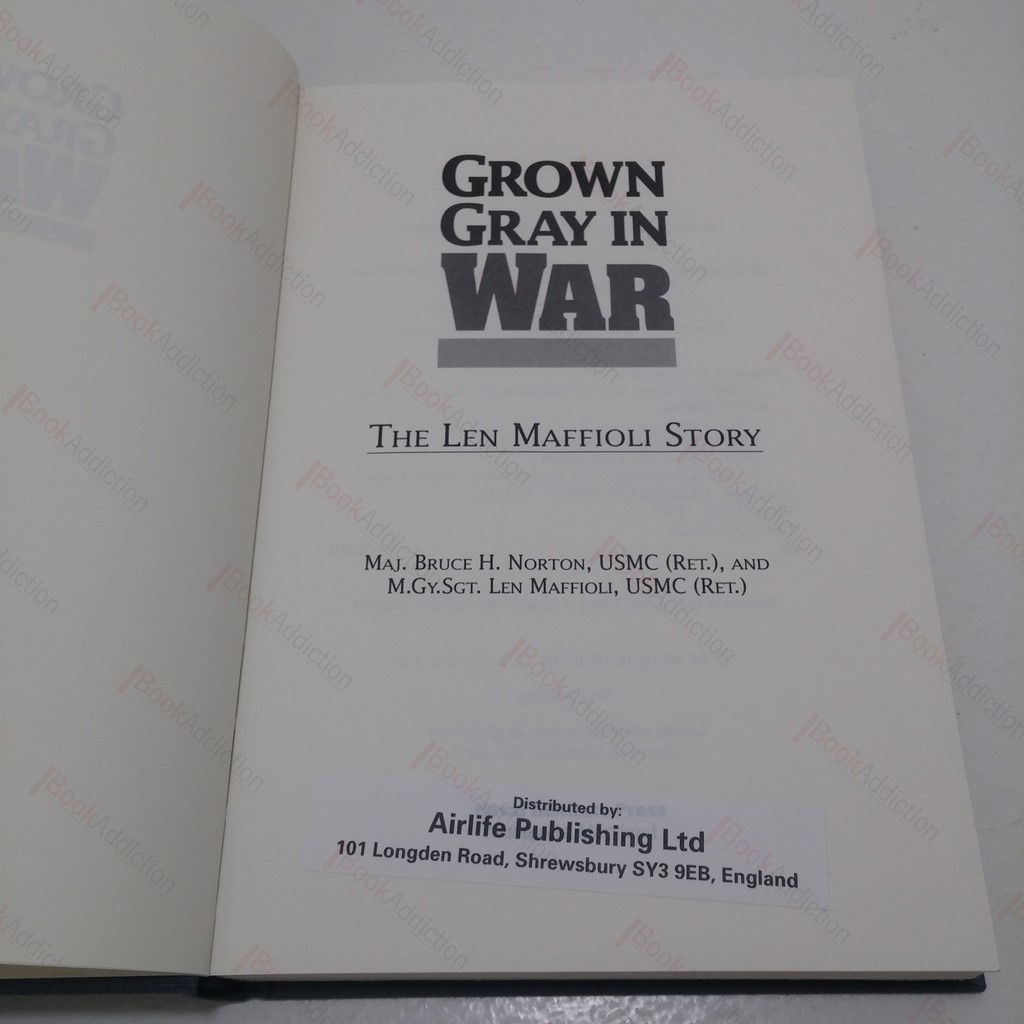 GROWN
GRAY IN
WAR
THE LEN MAFFIOLI STORY
MAJ. BRUCE H. NORTON, USMC (RET.), AND
M.GY.SGT. LEN MAFFIOLI, USMC (RET.)
Distributed by:
Airlife Publishing Ltd
101 Longden Road, Shrewsbury SY3 9EB, England
BookAddiction